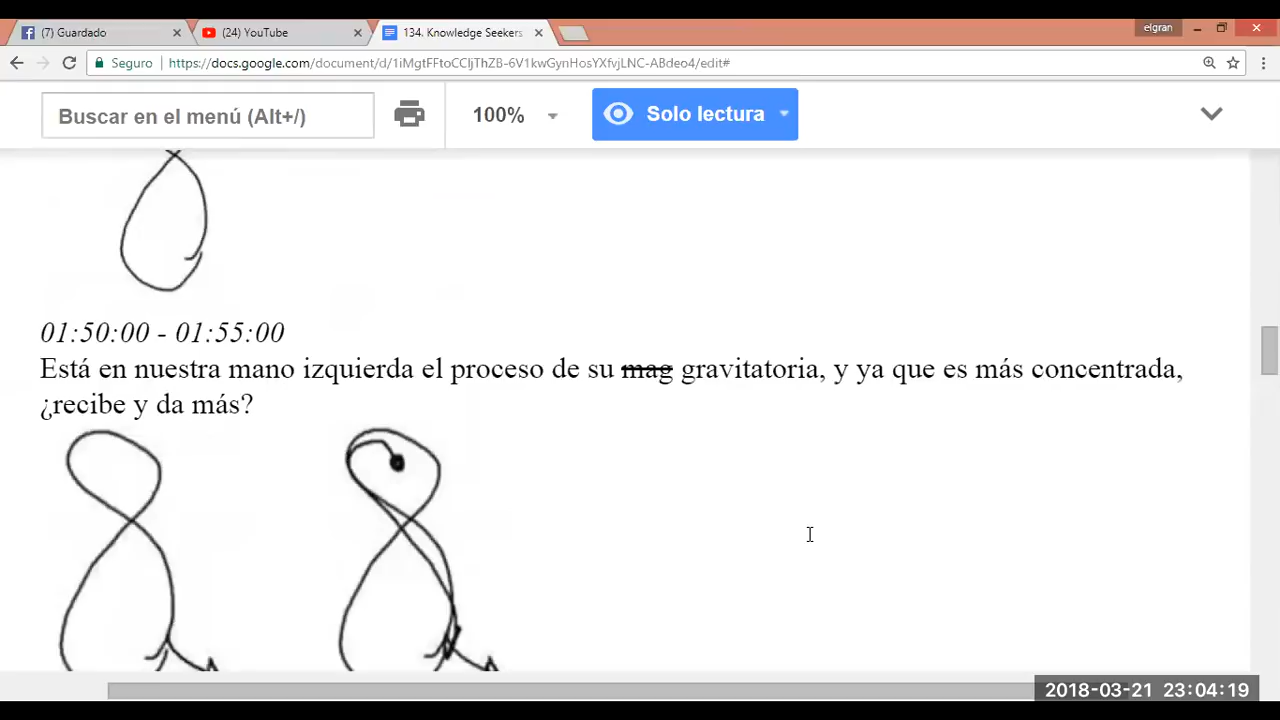 (7) Guardado
(24) YouTube
134. Knowledge Seekers
elgran
Seguro
https://docs.google.com/document/d/1iMgtFFtoCCIjThZB-6V1kwGynHosYXfvjLNC-ABdeo4/edit#
Buscar en el menú (Alt+/)
100%
Solo lectura
01:50:00 - 01:55:00
Está en nuestra mano izquierda el proceso de su mag gravitatoria, y ya que es más concentrada,
¿recibe y da más?
2018-03-21 23:04:19